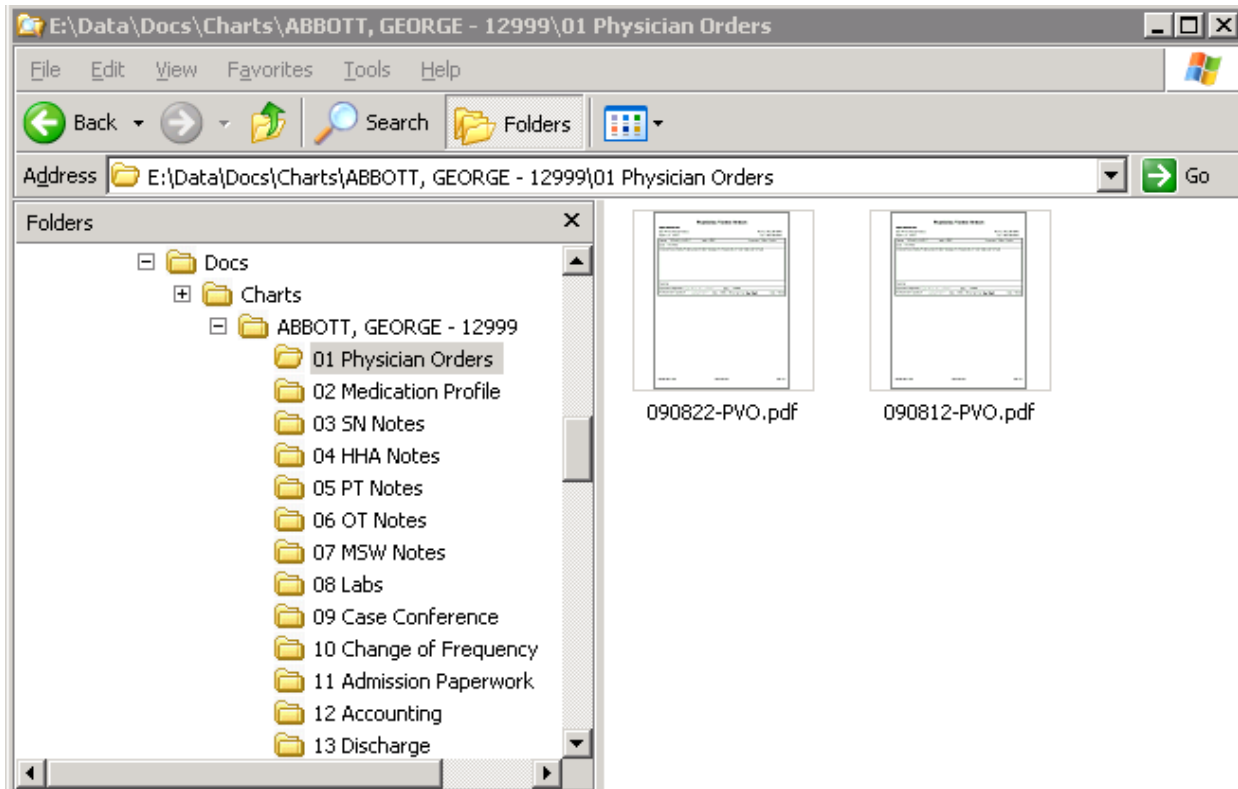 E:\Data\Docs\Charts\ABBOTT, GEORGE - 12999\01 Physician Orders
File Edit View Favorites Tools Help
Back Search Folders
Address E:\Data\Docs\Charts\ABBOTT, GEORGE - 12999\01 Physician Orders Go
Folders
Docs
Charts
ABBOTT, GEORGE - 12999
01 Physician Orders
02 Medication Profile
03 SN Notes
04 HHA Notes
05 PT Notes
06 OT Notes
07 MSW Notes
08 Labs
09 Case Conference
10 Change of Frequency
11 Admission Paperwork
12 Accounting
13 Discharge
090822-PVO.pdf
090812-PVO.pdf